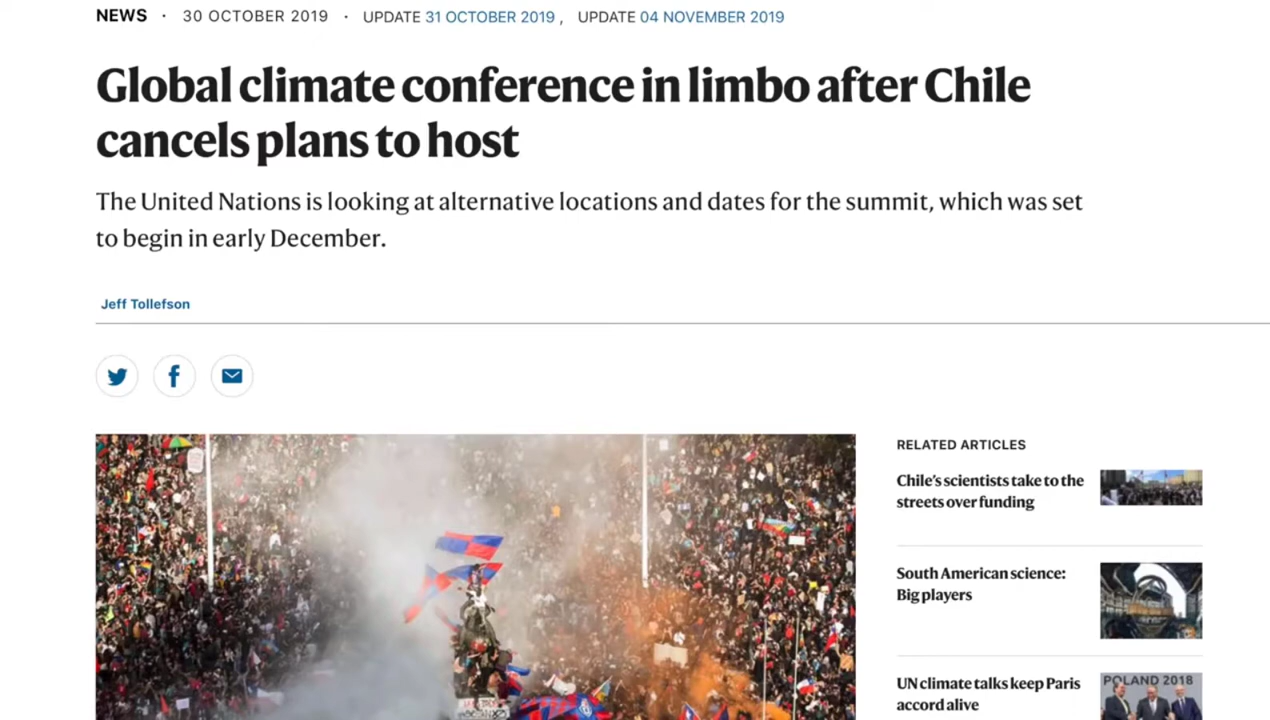 NEWS · 30 OCTOBER 2019 · UPDATE 31 OCTOBER 2019 , UPDATE 04 NOVEMBER 2019
Global climate conference in limbo after Chile
cancels plans to host
The United Nations is looking at alternative locations and dates for the summit, which was set
to begin in early December.
Jeff Tollefson
RELATED ARTICLES
Chile's scientists take to the
streets over funding
South American science:
Big players
UN climate talks keep Paris
accord alive
POLAND 2018